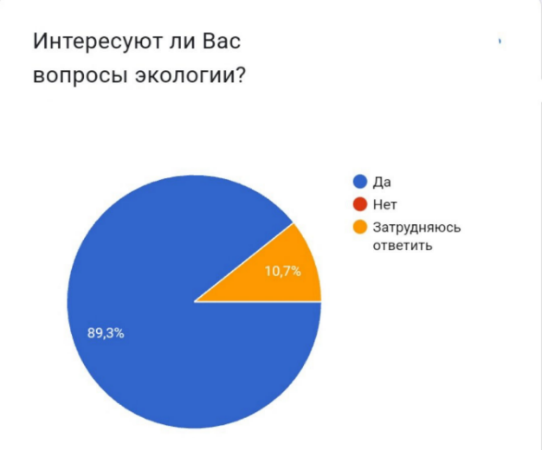 Интересуют ли Вас
вопросы экологии?
Да
Нет
Затрудняюсь
ответить
10,7%
89,3%